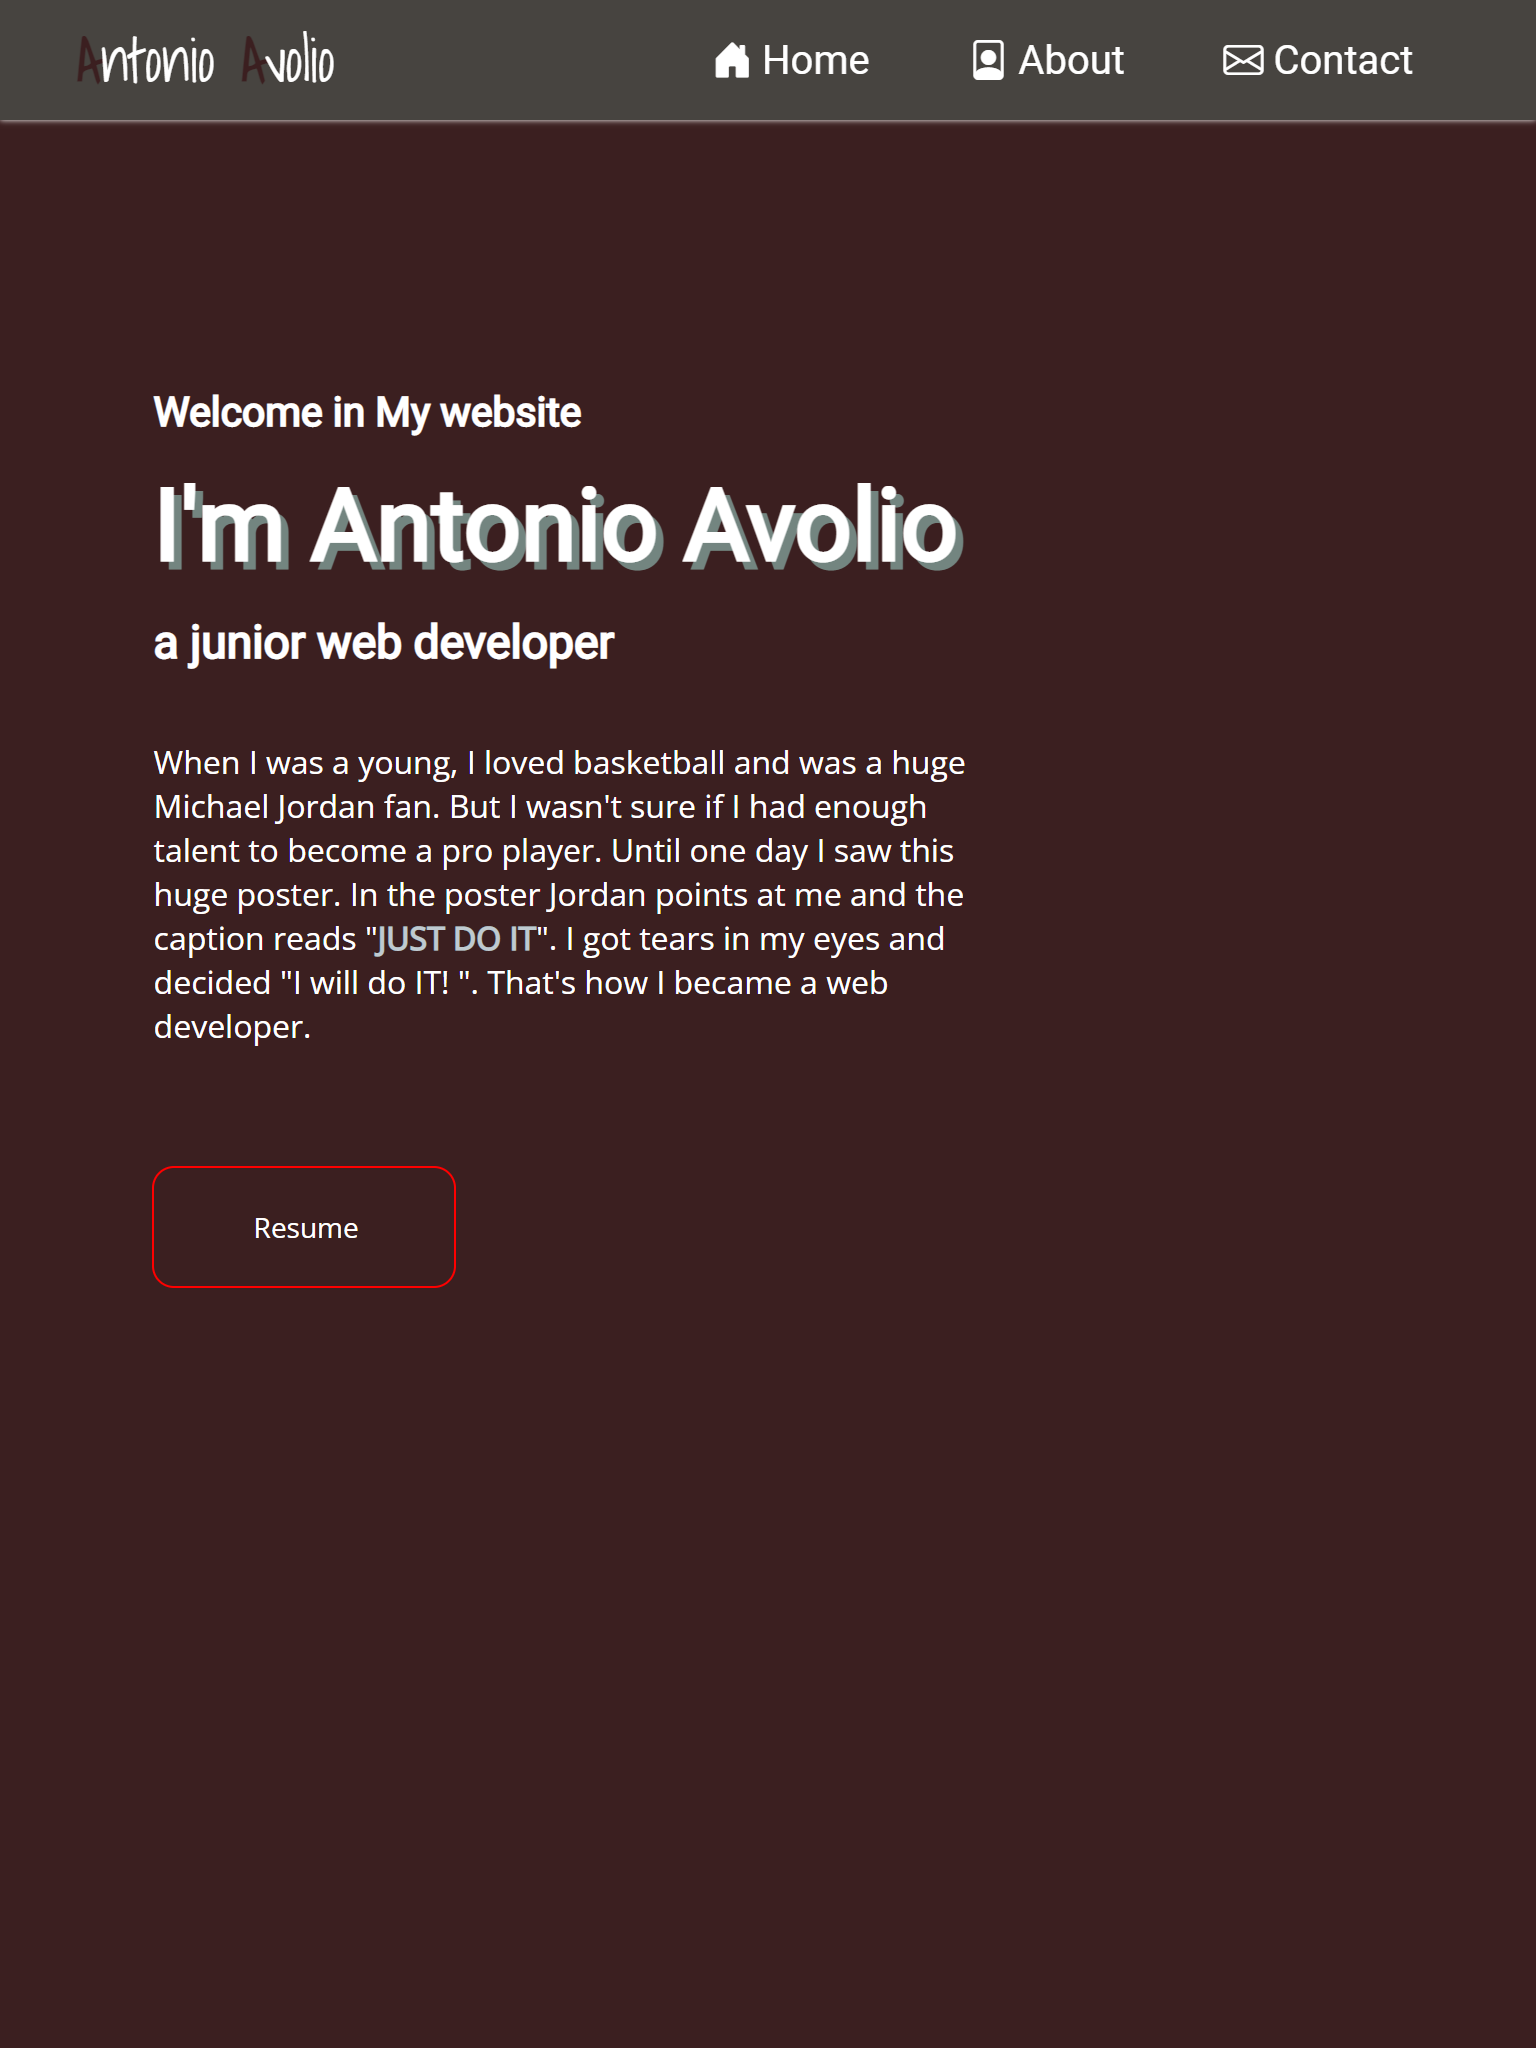 Antonio Avolio
Home
About
Contact
Welcome in My website
I'm Antonio Avolio
a junior web developer
When I was a young, I loved basketball and was a huge
Michael Jordan fan. But I wasn't sure if I had enough
talent to become a pro player. Until one day I saw this
huge poster. In the poster Jordan points at me and the
caption reads "JUST DO IT". I got tears in my eyes and
decided "I will do IT! ". That's how I became a web
developer.
Resume